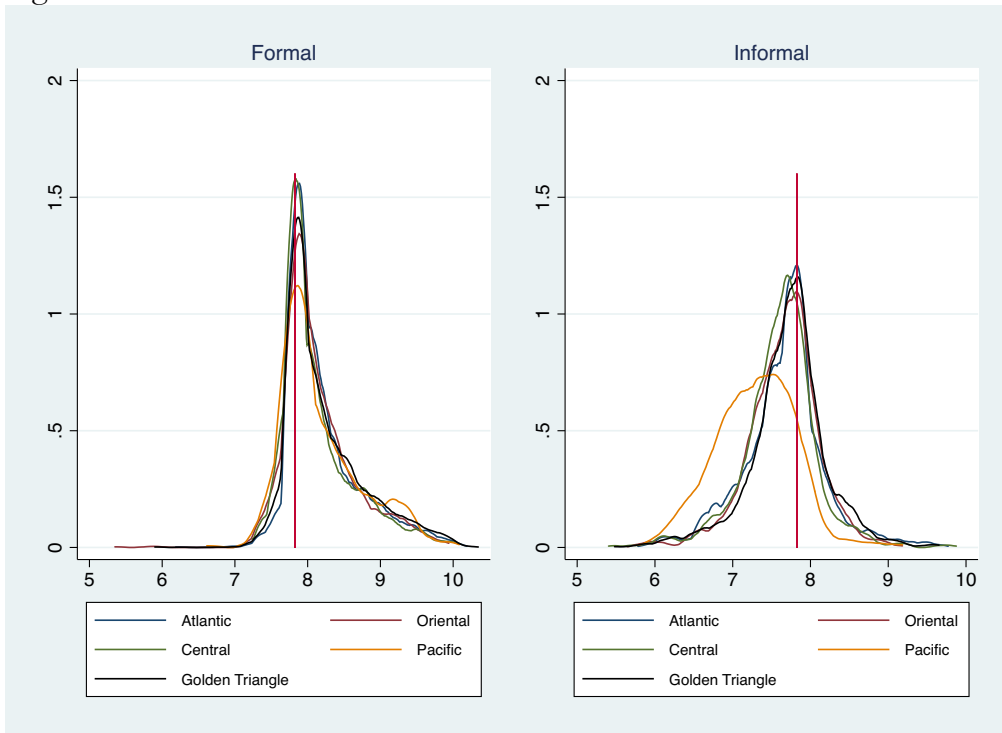 Formal
2
1.5
1
.5
0
5 6 7 8 9 10
Atlantic Oriental
Central Pacific
Golden Triangle
Informal
2
1.5
1
.5
0
5 6 7 8 9 10
Atlantic Oriental
Central Pacific
Golden Triangle